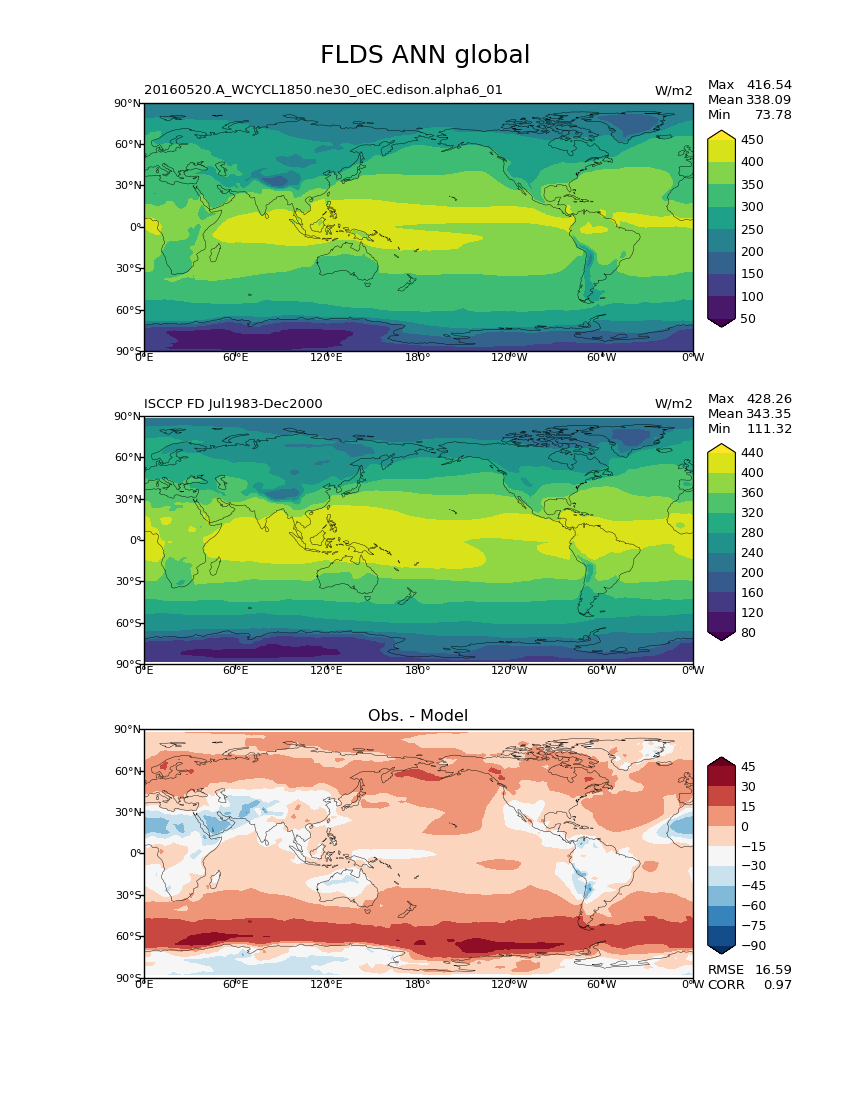 FLDS ANN global
20160520.A_WCYCL1850.ne30_oEC.edison.alpha6_01 W/m2
Max 416.54
Mean 338.09
Min 73.78
90°N
60°N
30°N
0°
30°S
60°S
90°S
0°E 60°E 120°E 180° 120°W 60°W 0°W
450
400
350
300
250
200
150
100
50
ISCCP FD Jul1983-Dec2000 W/m2
Max 428.26
Mean 343.35
Min 111.32
90°N
60°N
30°N
0°
30°S
60°S
90°S
0°E 60°E 120°E 180° 120°W 60°W 0°W
440
400
360
320
280
240
200
160
120
80
Obs. - Model
90°N
60°N
30°N
0°
30°S
60°S
90°S
0°E 60°E 120°E 180° 120°W 60°W 0°W
45
30
15
0
−15
−30
−45
−60
−75
−90
RMSE 16.59
CORR 0.97